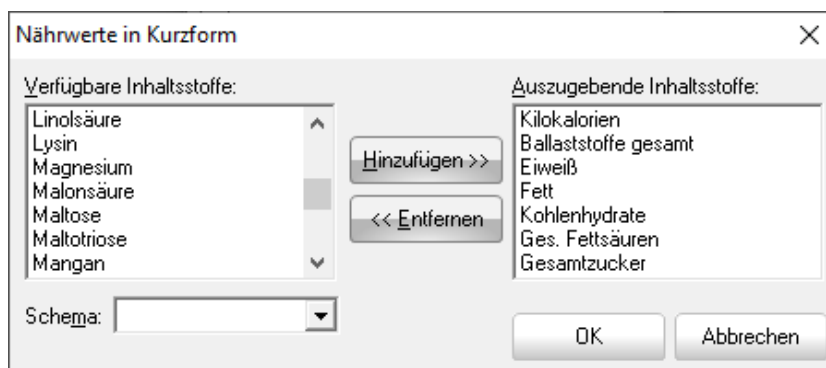 Nährwerte in Kurzform
Verfügbare Inhaltsstoffe:
Linolsäure
Lysin
Magnesium
Malonsäure
Maltose
Maltotriose
Mangan
Schema:
Hinzufügen >>
<< Entfernen
Auszugebende Inhaltsstoffe:
Kilokalorien
Ballaststoffe gesamt
Eiweiß
Fett
Kohlenhydrate
Ges. Fettsäuren
Gesamtzucker
OK
Abbrechen